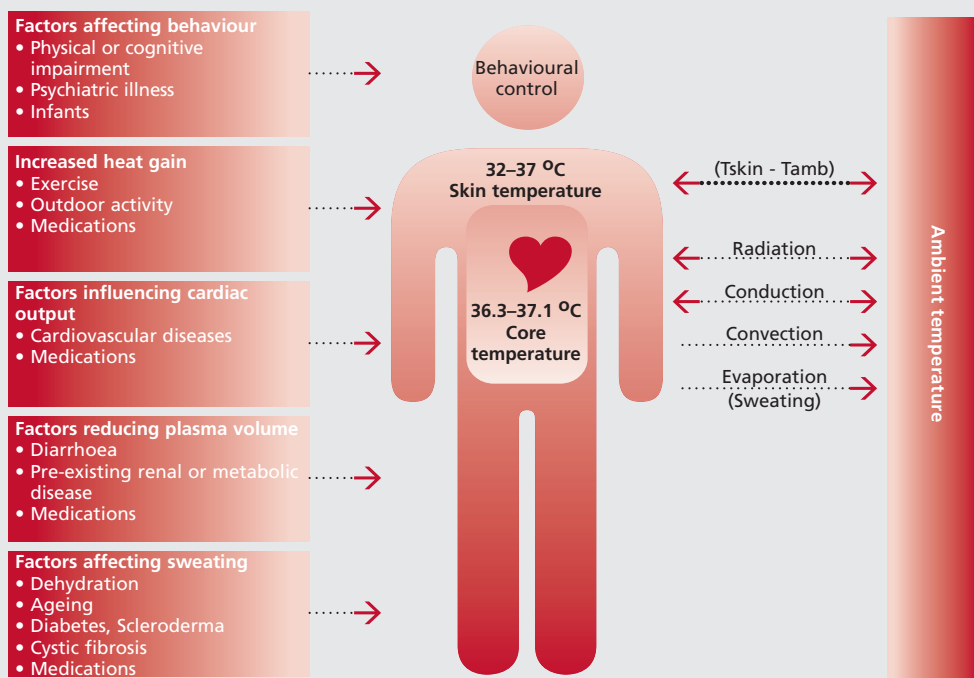 Factors affecting behaviour
• Physical or cognitive
impairment
• Psychiatric illness
• Infants
Increased heat gain
• Exercise
• Outdoor activity
• Medications
Factors influencing cardiac
output
• Cardiovascular diseases
• Medications
Factors reducing plasma volume
• Diarrhoea
• Pre-existing renal or metabolic
disease
• Medications
Factors affecting sweating
• Dehydration
• Ageing
• Diabetes, Scleroderma
• Cystic fibrosis
• Medications
Behavioural
control
32–37 ºC
Skin temperature
36.3–37.1 ºC
Core
temperature
(Tskin - Tamb)
Radiation
Conduction
Convection
Evaporation
(Sweating)
Ambient temperature